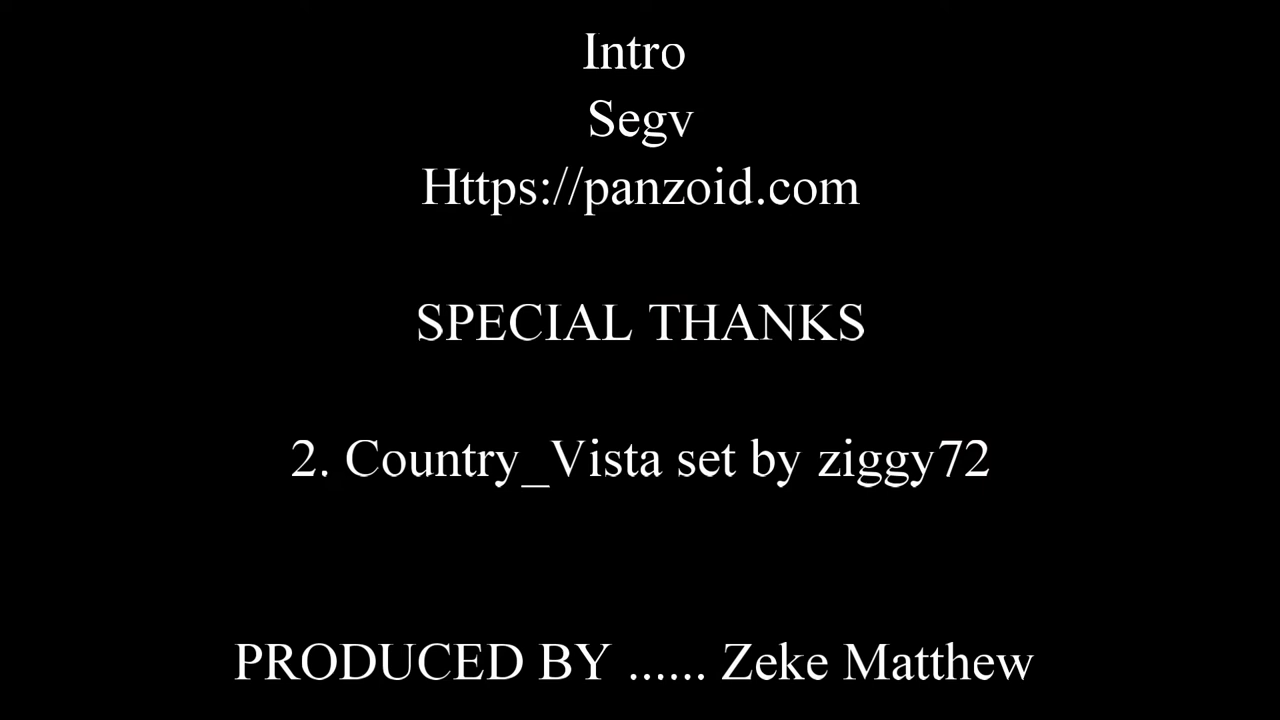 Intro
Segv
Https://panzoid.com
SPECIAL THANKS
2. Country_Vista set by ziggy72
PRODUCED BY ...... Zeke Matthew